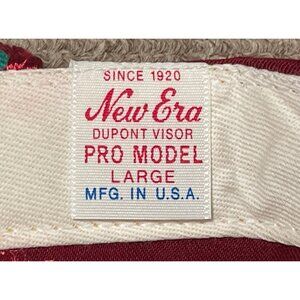 SINCE 1920
New Era
DUPONT VISOR
PRO MODEL
LARGE
MFG. IN U.S.A.